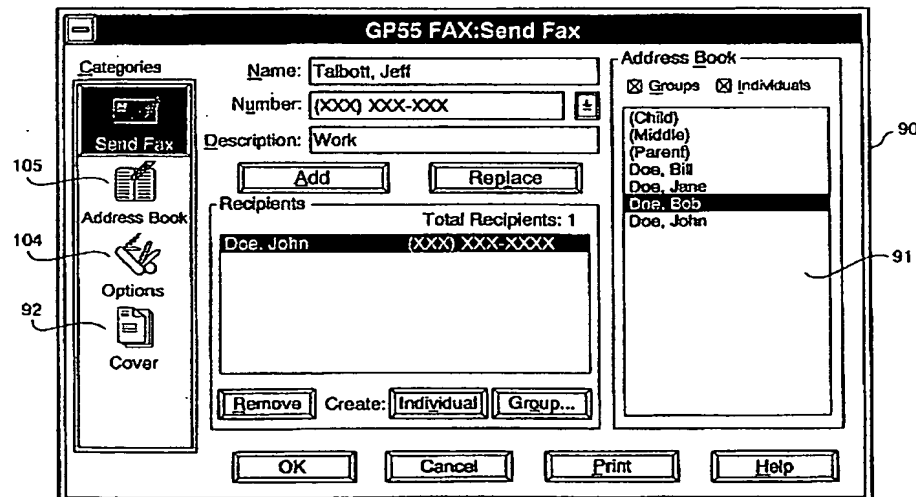 GP55 FAX:Send Fax
Categories
Send Fax
Address Book
Options
Cover
105
104
92
Name: Talbott, Jeff
Number: (XXX) XXX-XXX
Description: Work
Add Replace
Recipients
Total Recipients: 1
Doe, John (XXX) XXX-XXXX
Remove Create: Individual Group...
Address Book
Groups Individuals
(Child)
(Middle)
(Parent)
Doe, Bill
Doe, Jane
Doe, Bob
Doe, John
90
91
OK Cancel Print Help